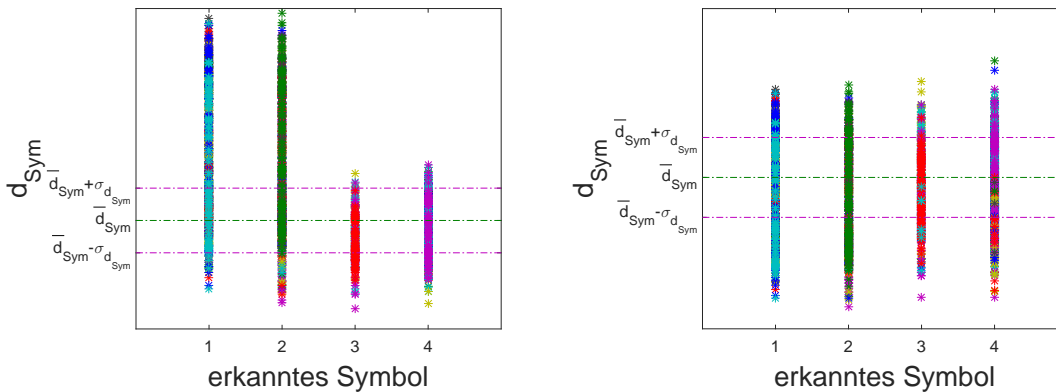 d_Sym
d̅_Sym+σ_d_Sym
d̅_Sym
d̅_Sym-σ_d_Sym
1 2 3 4
erkanntes Symbol
d_Sym
d̅_Sym+σ_d_Sym
d̅_Sym
d̅_Sym-σ_d_Sym
1 2 3 4
erkanntes Symbol